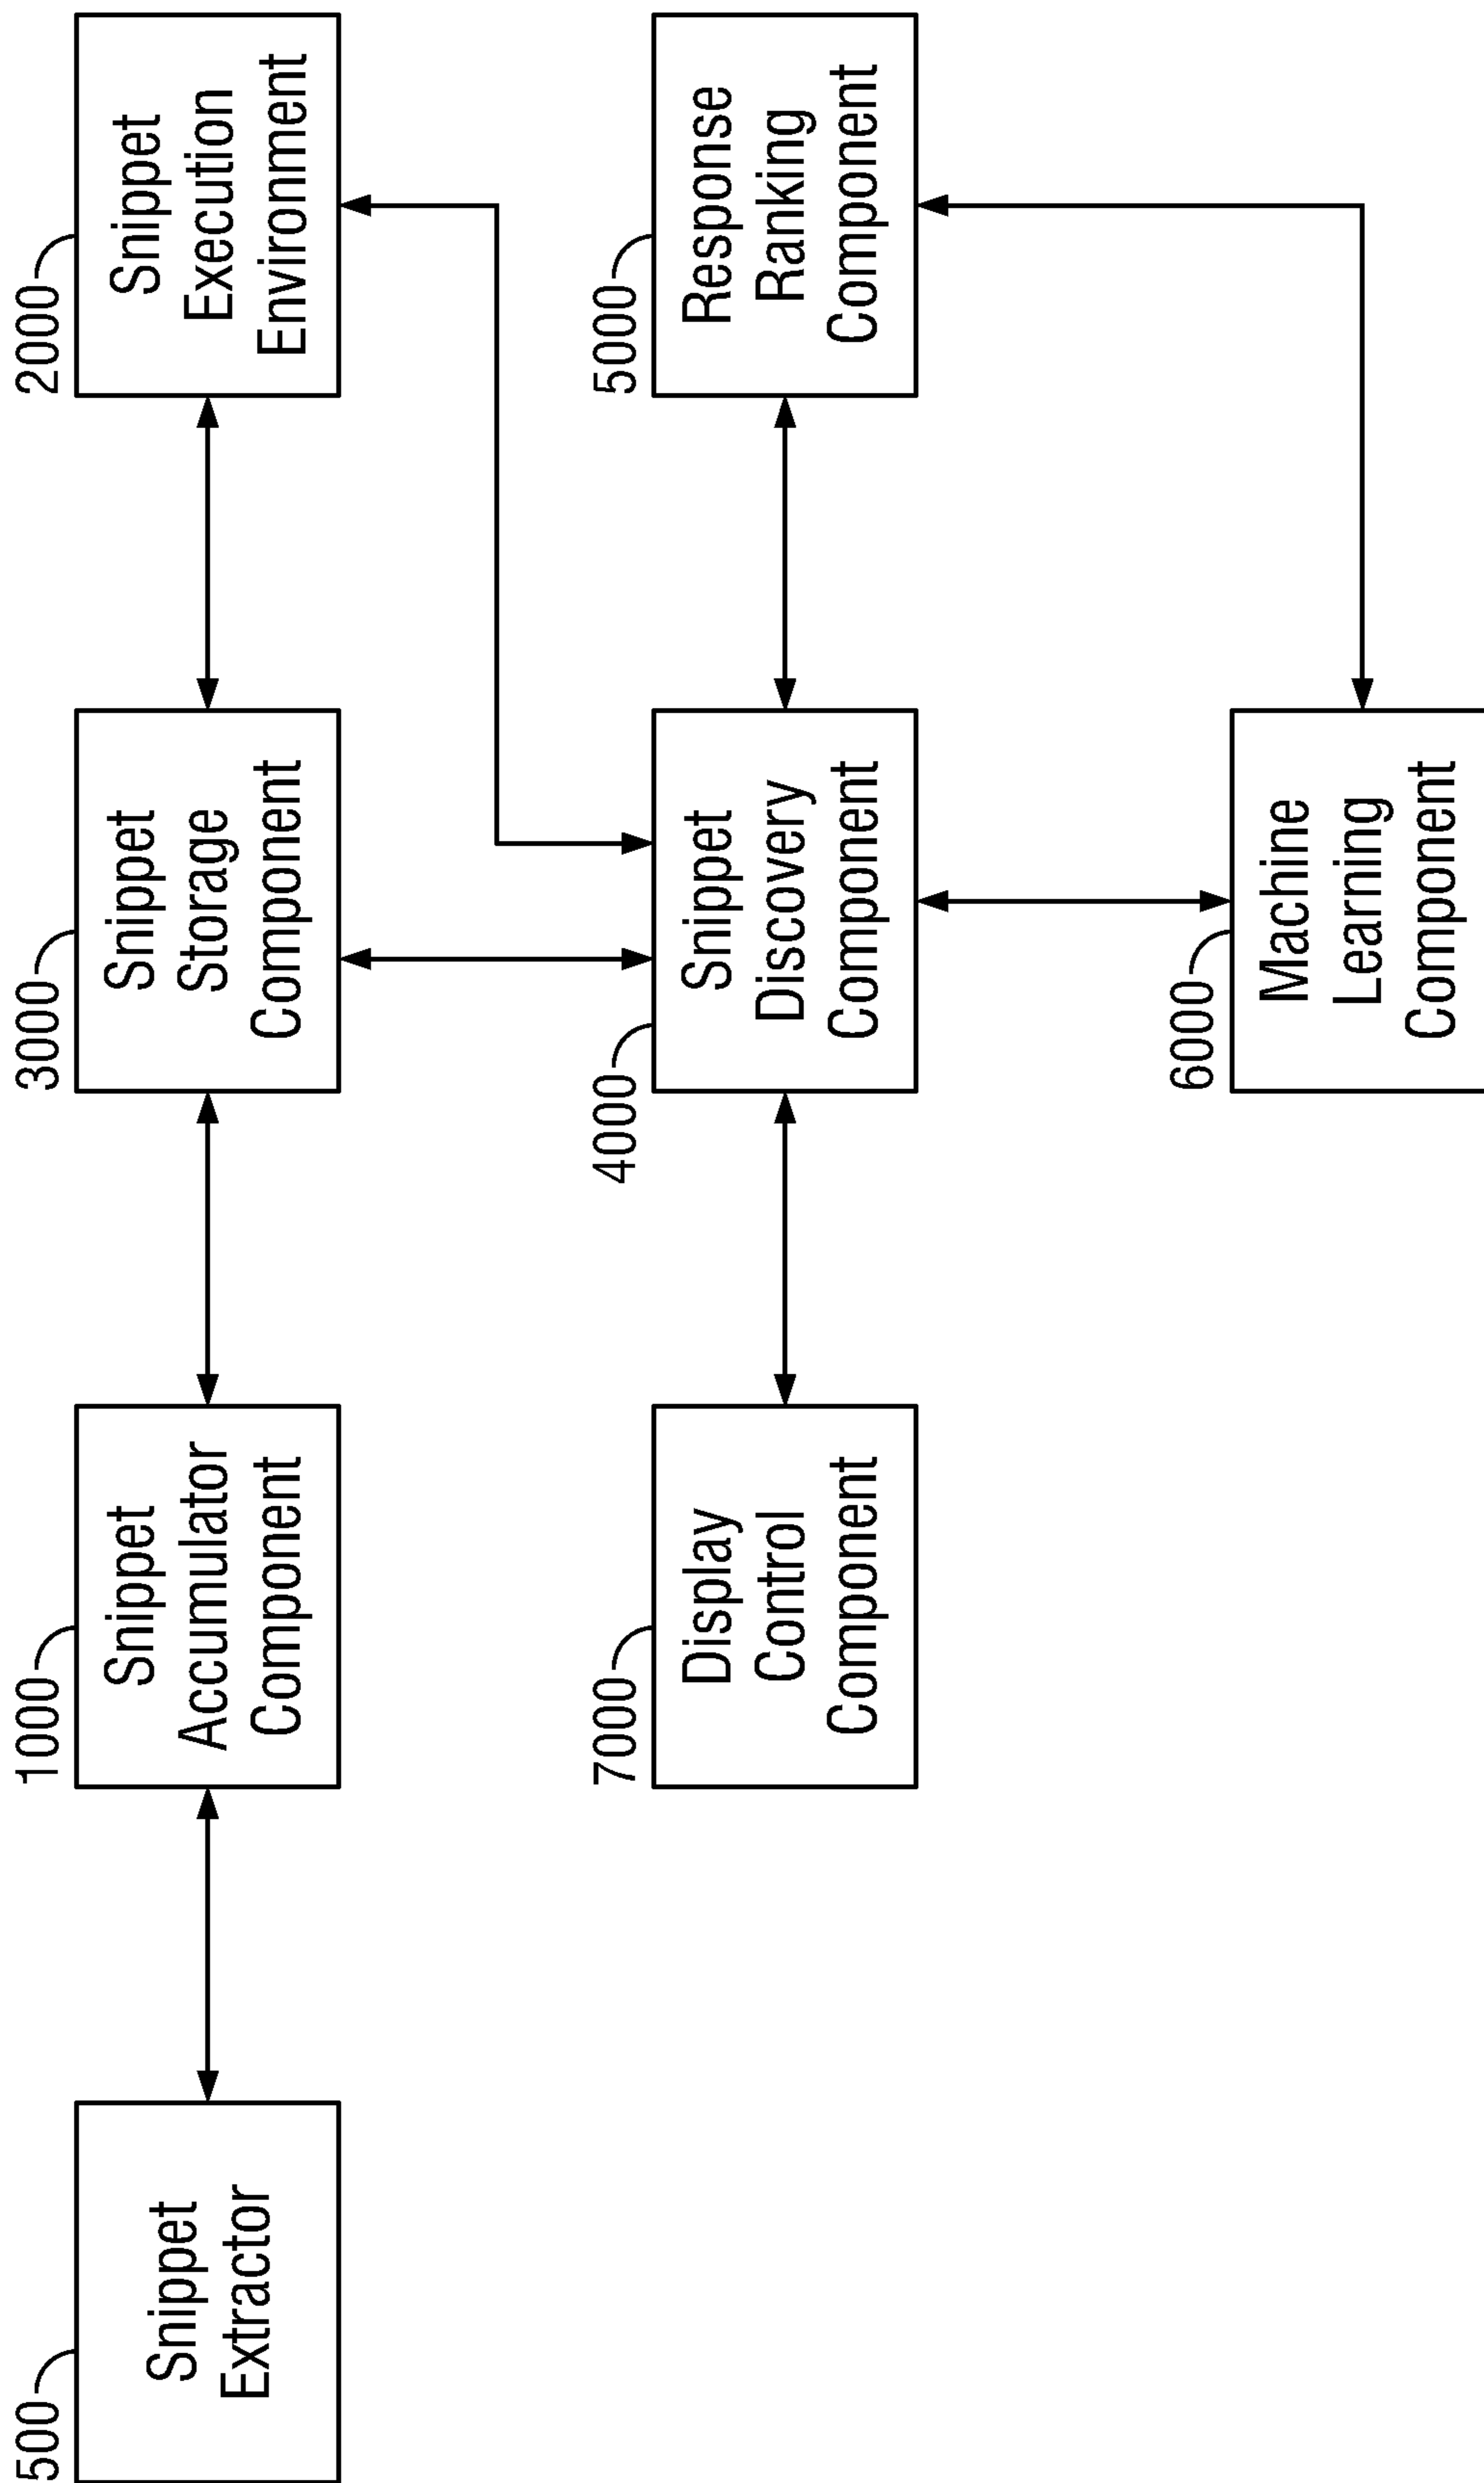 500
Snippet
Extractor
1000
Snippet
Accumulator
Component
3000
Snippet
Storage
Component
2000
Snippet
Execution
Environment
7000
Display
Control
Component
4000
Snippet
Discovery
Component
5000
Response
Ranking
Component
6000
Machine
Learning
Component